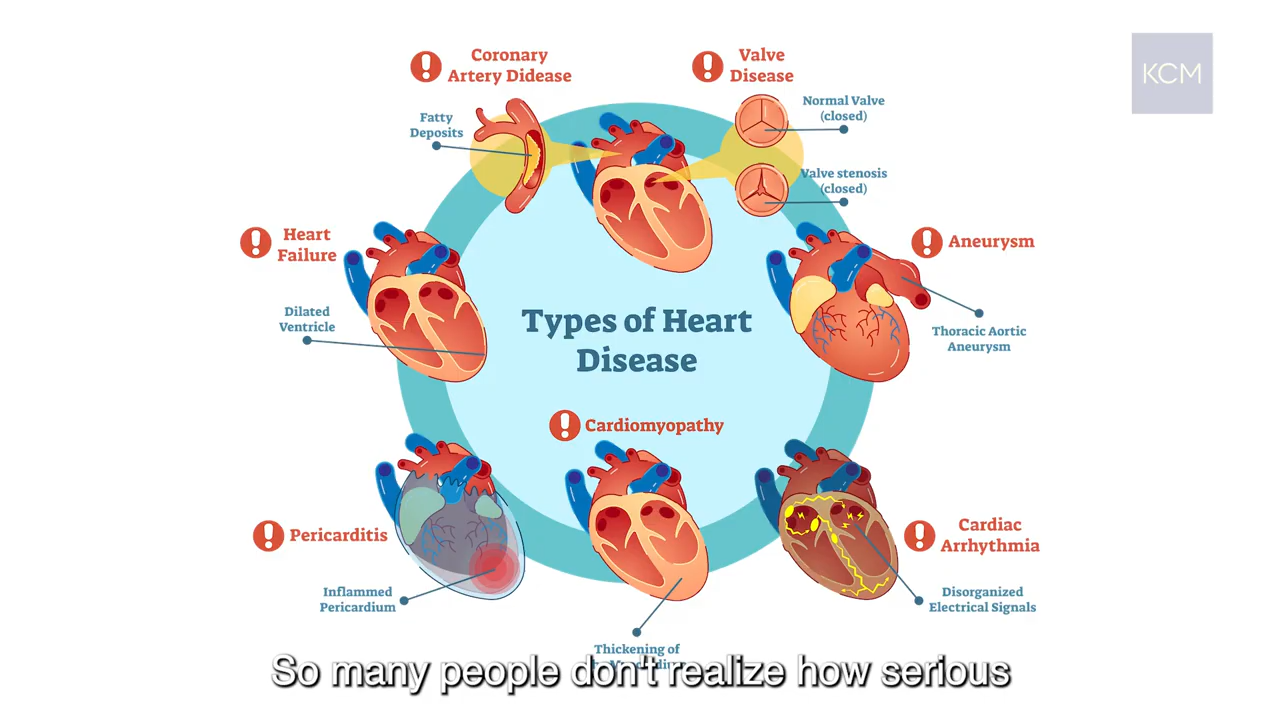 Coronary
Artery Didease
Valve
Disease
KCM
Normal Valve
(closed)
Fatty
Deposits
Valve stenosis
(closed)
Heart
Failure
Aneurysm
Dilated
Ventricle
Types of Heart
Disease
Thoracic Aortic
Aneurysm
Cardiomyopathy
Pericarditis
Cardiac
Arrhythmia
Inflammed
Pericardium
Disorganized
Electrical Signals
Thickening of
So many people don't realize how serious